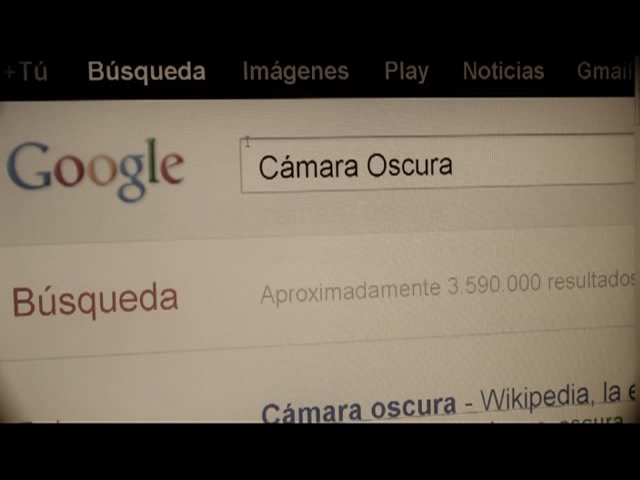 +Tú Búsqueda Imágenes Play Noticias Gmail
Google
Cámara Oscura
Búsqueda
Aproximadamente 3.590.000 resultados
Cámara oscura - Wikipedia, la e
oscura